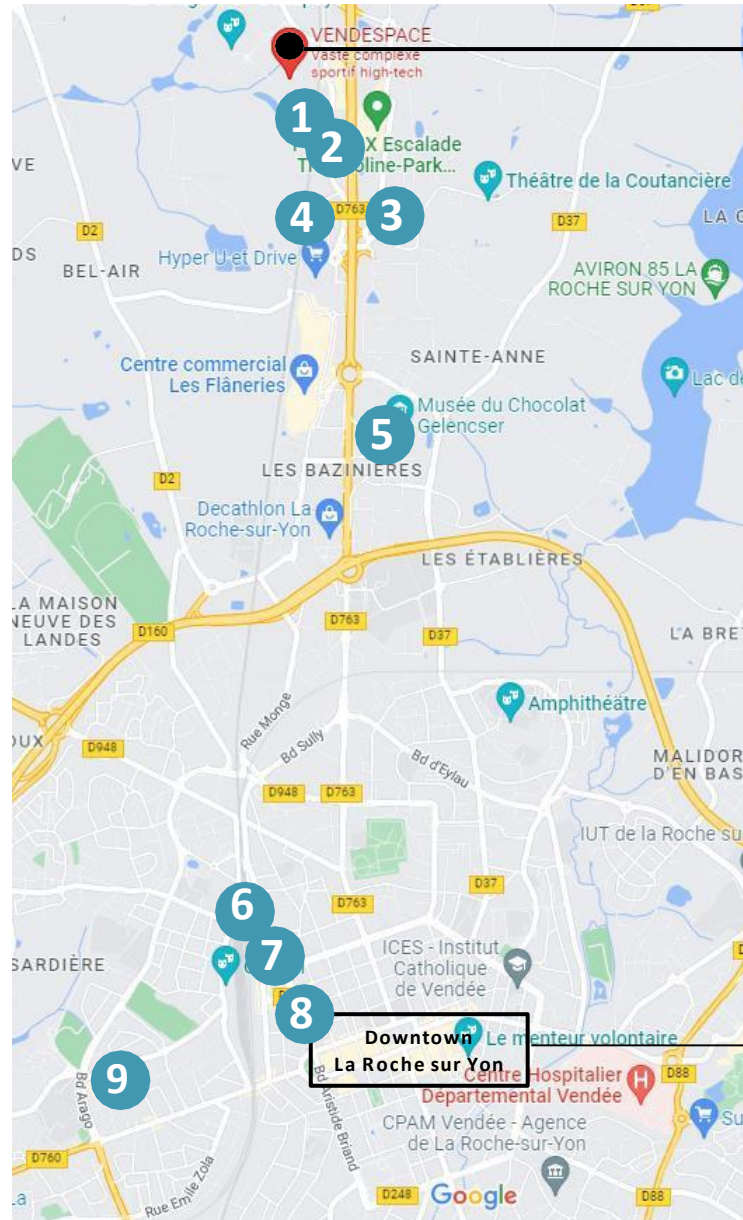 VENDESPACE
Vaste complexe
sportif high-tech
1
2
X Escalade
Tr
oline-Park...
VE
Théâtre de la Coutancière
4
D763
3
D2
D37
LA C
DS
Hyper U et Drive
BEL-AIR
AVIRON 85 LA
ROCHE SUR YON
SAINTE-ANNE
Centre commercial
Les Flâneries
Lac de
Musée du Chocolat
Gelencser
5
LES BAZINIÈRES
D2
Decathlon La
Roche-sur-Yon
LES ÉTABLIÈRES
LA MAISON
NEUVE DES
LANDES
D160
D763
D37
LA BRE
Amphithéâtre
Rue Monge
Bd Sully
Bd d'Eylau
OUX
D948
MALIDOR
D'EN BAS
D948
D763
IUT de la Roche su
D37
6
D763
7
SARDIÈRE
ICES - Institut
Catholique
de Vendée
8
Downtown
La Roche sur Yon
Le menteur volontaire
9
Bd Arago
Bd Aristide Briand
Centre Hospitalier
Départemental Vendée
D88
CPAM Vendée - Agence
de La Roche-sur-Yon
Su
D760
Rue Emile Zola
D248
Google
D88